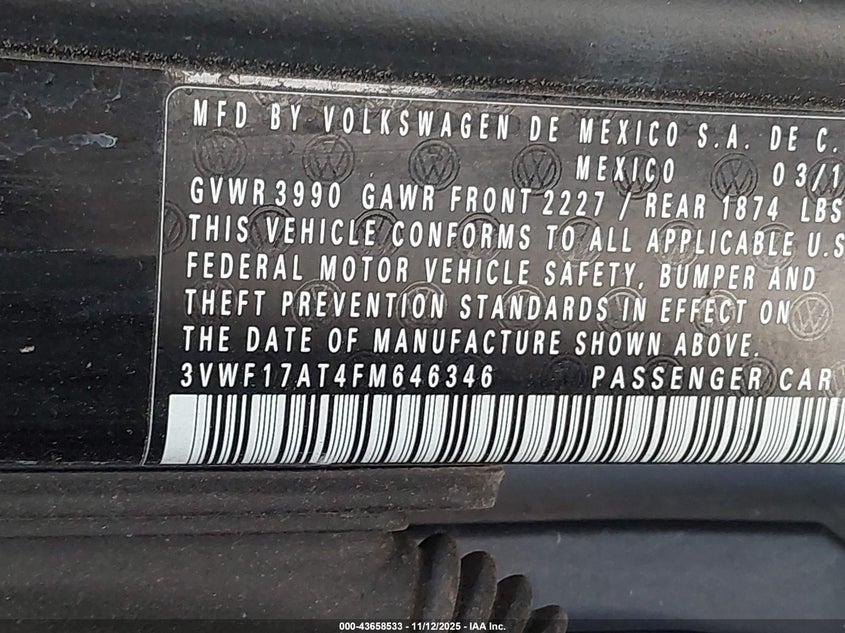 MFD BY VOLKSWAGEN DE MEXICO S.A. DE C.
MEXICO 03/1
GVWR 3990 GAWR FRONT 2227 / REAR 1874 LBS
THIS VEHICLE CONFORMS TO ALL APPLICABLE U.S
FEDERAL MOTOR VEHICLE SAFETY, BUMPER AND
THEFT PREVENTION STANDARDS IN EFFECT ON
THE DATE OF MANUFACTURE SHOWN ABOVE.
3VWF17AT4FM646346 PASSENGER CAR
000-43658533 - 11/12/2025 - IAA Inc.